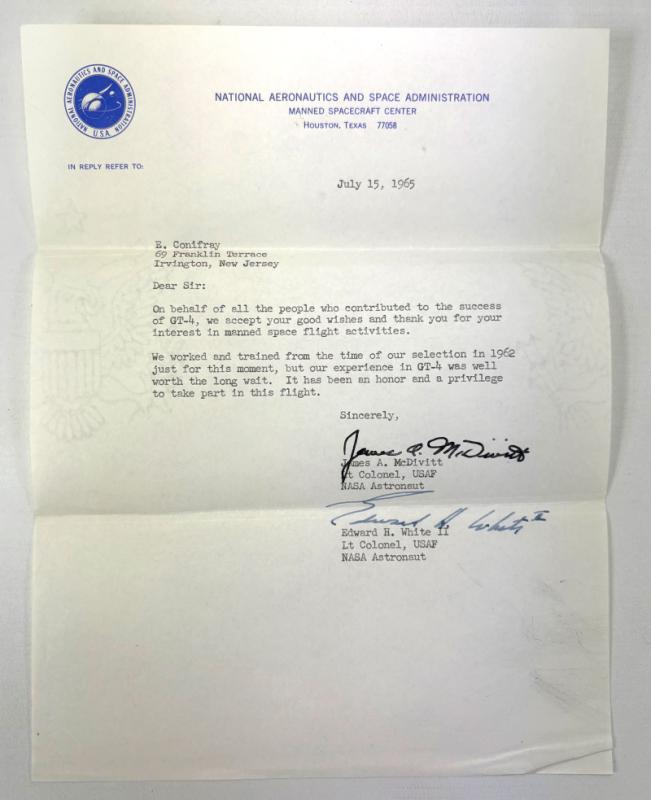 NATIONAL AERONAUTICS AND SPACE ADMINISTRATION
U.S.A.
NATIONAL AERONAUTICS AND SPACE ADMINISTRATION
MANNED SPACECRAFT CENTER
HOUSTON, TEXAS 77058
IN REPLY REFER TO:
July 15, 1965
E. Conifray
69 Franklin Terrace
Irvington, New Jersey
Dear Sir:
On behalf of all the people who contributed to the success
of GT-4, we accept your good wishes and thank you for your
interest in manned space flight activities.
We worked and trained from the time of our selection in 1962
just for this moment, but our experience in GT-4 was well
worth the long wait. It has been an honor and a privilege
to take part in this flight.
Sincerely,
James A. McDivitt
James A. McDivitt
Lt Colonel, USAF
NASA Astronaut
Edward H. White II
Edward H. White II
Lt Colonel, USAF
NASA Astronaut